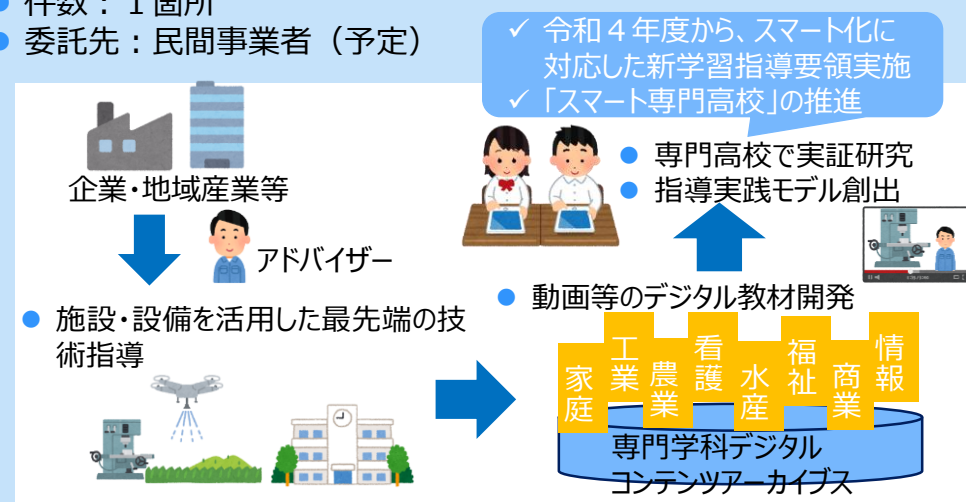 件数：１箇所
委託先：民間事業者（予定）
令和４年度から、スマート化に
対応した新学習指導要領実施
「スマート専門高校」の推進
企業・地域産業等
アドバイザー
施設・設備を活用した最先端の技
術指導
専門高校で実証研究
指導実践モデル創出
動画等のデジタル教材開発
家庭
工業
農業
看護
水産
福祉
商業
情報
専門学科デジタル
コンテンツアーカイブス